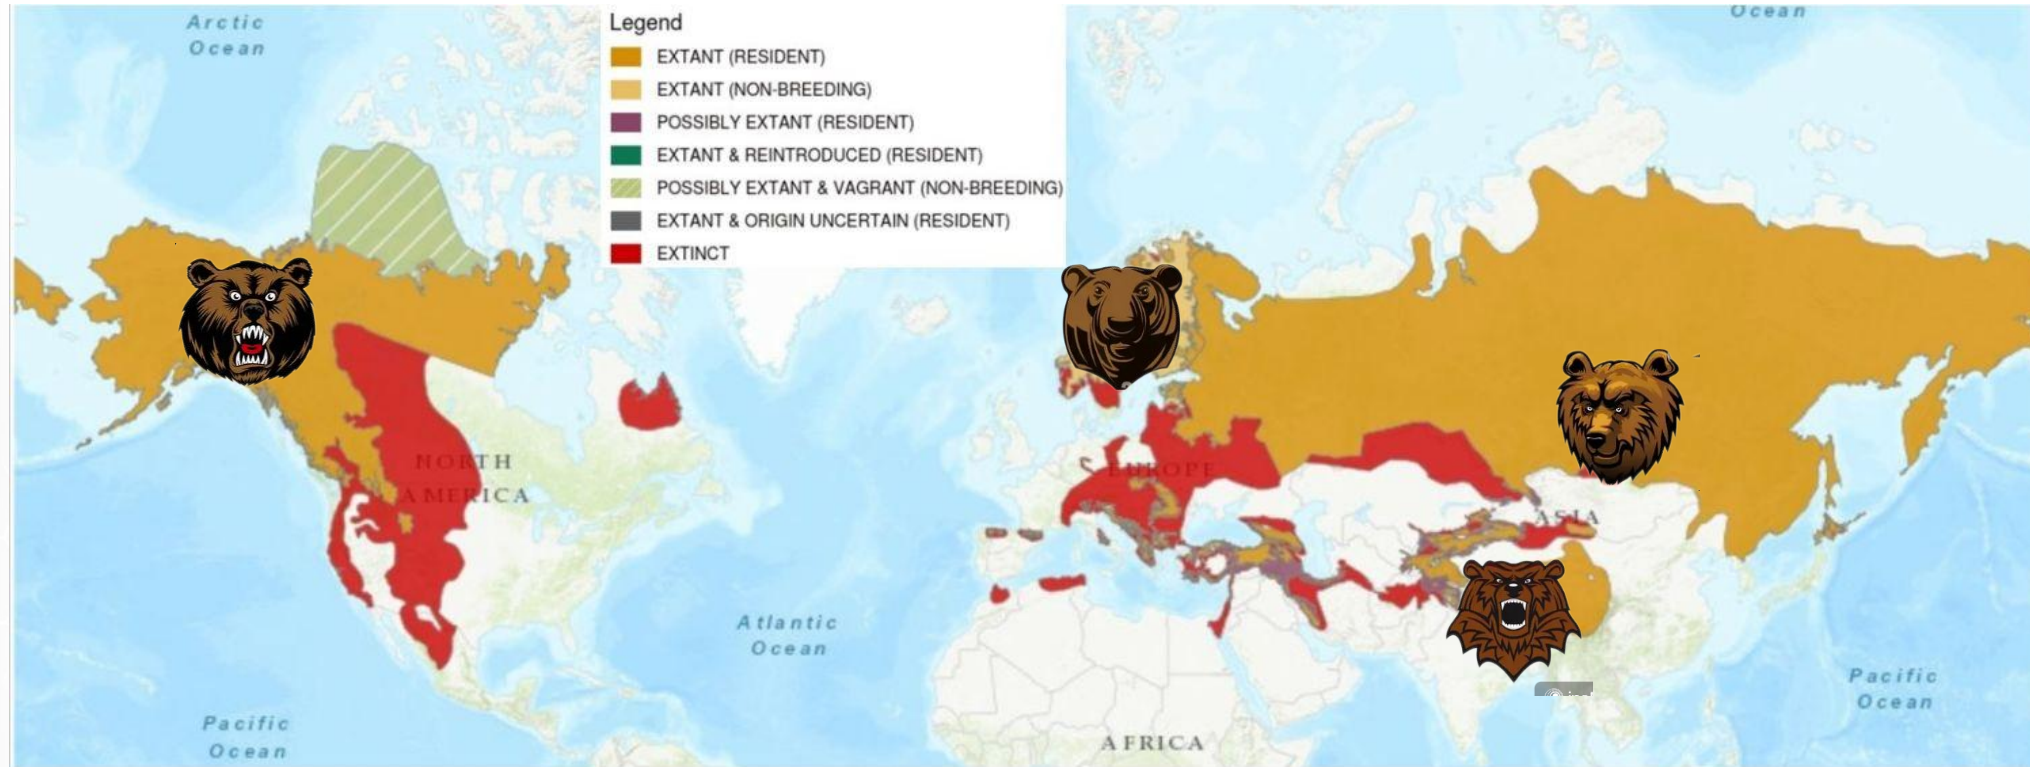 Arctic
Ocean
Legend
EXTANT (RESIDENT)
EXTANT (NON-BREEDING)
POSSIBLY EXTANT (RESIDENT)
EXTANT & REINTRODUCED (RESIDENT)
POSSIBLY EXTANT & VAGRANT (NON-BREEDING)
EXTANT & ORIGIN UNCERTAIN (RESIDENT)
EXTINCT
Ocean
NORTH
AMERICA
EUROPE
ASIA
Atlantic
Ocean
Pacific
Ocean
Pacific
Ocean
AFRICA